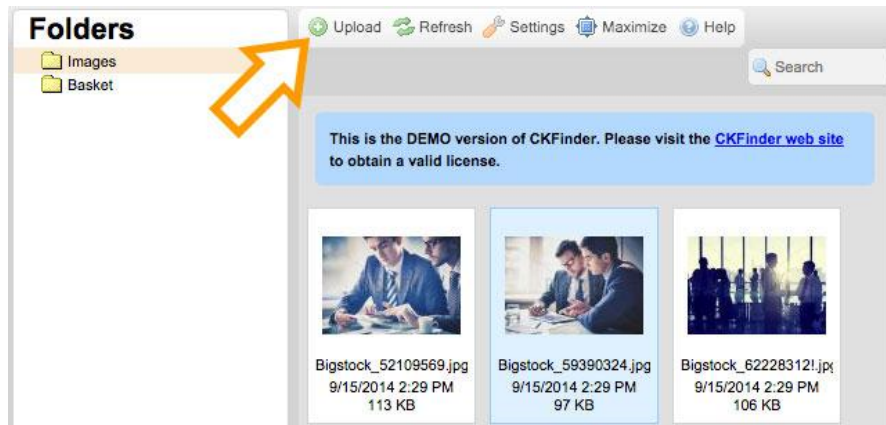 Folders
Images
Basket
Upload Refresh Settings Maximize Help
Search
This is the DEMO version of CKFinder. Please visit the CKFinder web site
to obtain a valid license.
Bigstock_52109569.jpg
9/15/2014 2:29 PM
113 KB
Bigstock_59390324.jpg
9/15/2014 2:29 PM
97 KB
Bigstock_62228312!.jpg
9/15/2014 2:29 PM
106 KB